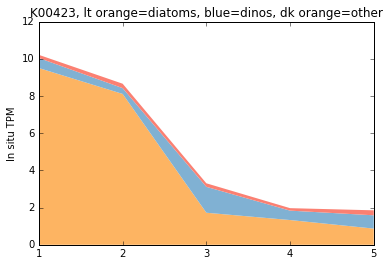 K00423, lt orange=diatoms, blue=dinos, dk orange=other
12
10
8
6
4
2
0
In situ TPM
1 2 3 4 5